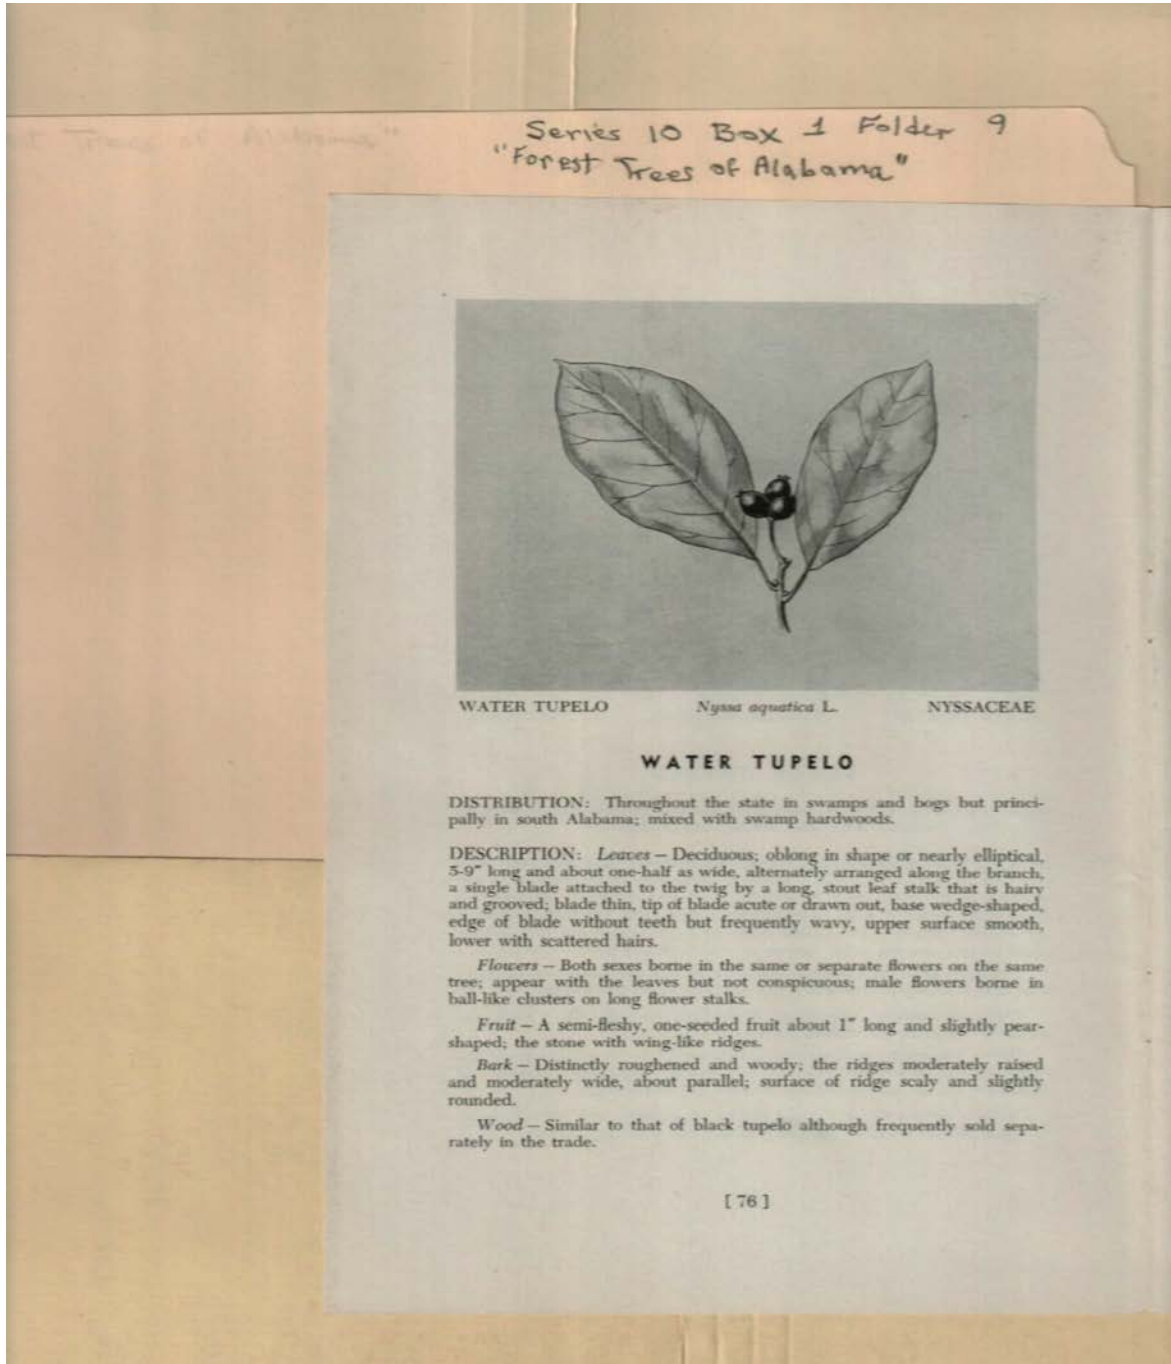 Series 10 Box 1 Folder 9
"Forest Trees of Alabama"
Trees of Alabama"
WATER TUPELO Nyssa aquatica L. NYSSACEAE
WATER TUPELO
DISTRIBUTION: Throughout the state in swamps and bogs but princi-
pally in south Alabama; mixed with swamp hardwoods.
DESCRIPTION: Leaves — Deciduous; oblong in shape or nearly elliptical,
5-9" long and about one-half as wide, alternately arranged along the branch,
a single blade attached to the twig by a long, stout leaf stalk that is hairy
and grooved; blade thin, tip of blade acute or drawn out, base wedge-shaped,
edge of blade without teeth but frequently wavy, upper surface smooth,
lower with scattered hairs.
Flowers — Both sexes borne in the same or separate flowers on the same
tree; appear with the leaves but not conspicuous; male flowers borne in
ball-like clusters on long flower stalks.
Fruit — A semi-fleshy, one-seeded fruit about 1" long and slightly pear-
shaped; the stone with wing-like ridges.
Bark — Distinctly roughened and woody; the ridges moderately raised
and moderately wide, about parallel; surface of ridge scaly and slightly
rounded.
Wood — Similar to that of black tupelo although frequently sold sepa-
rately in the trade.
[ 76 ]